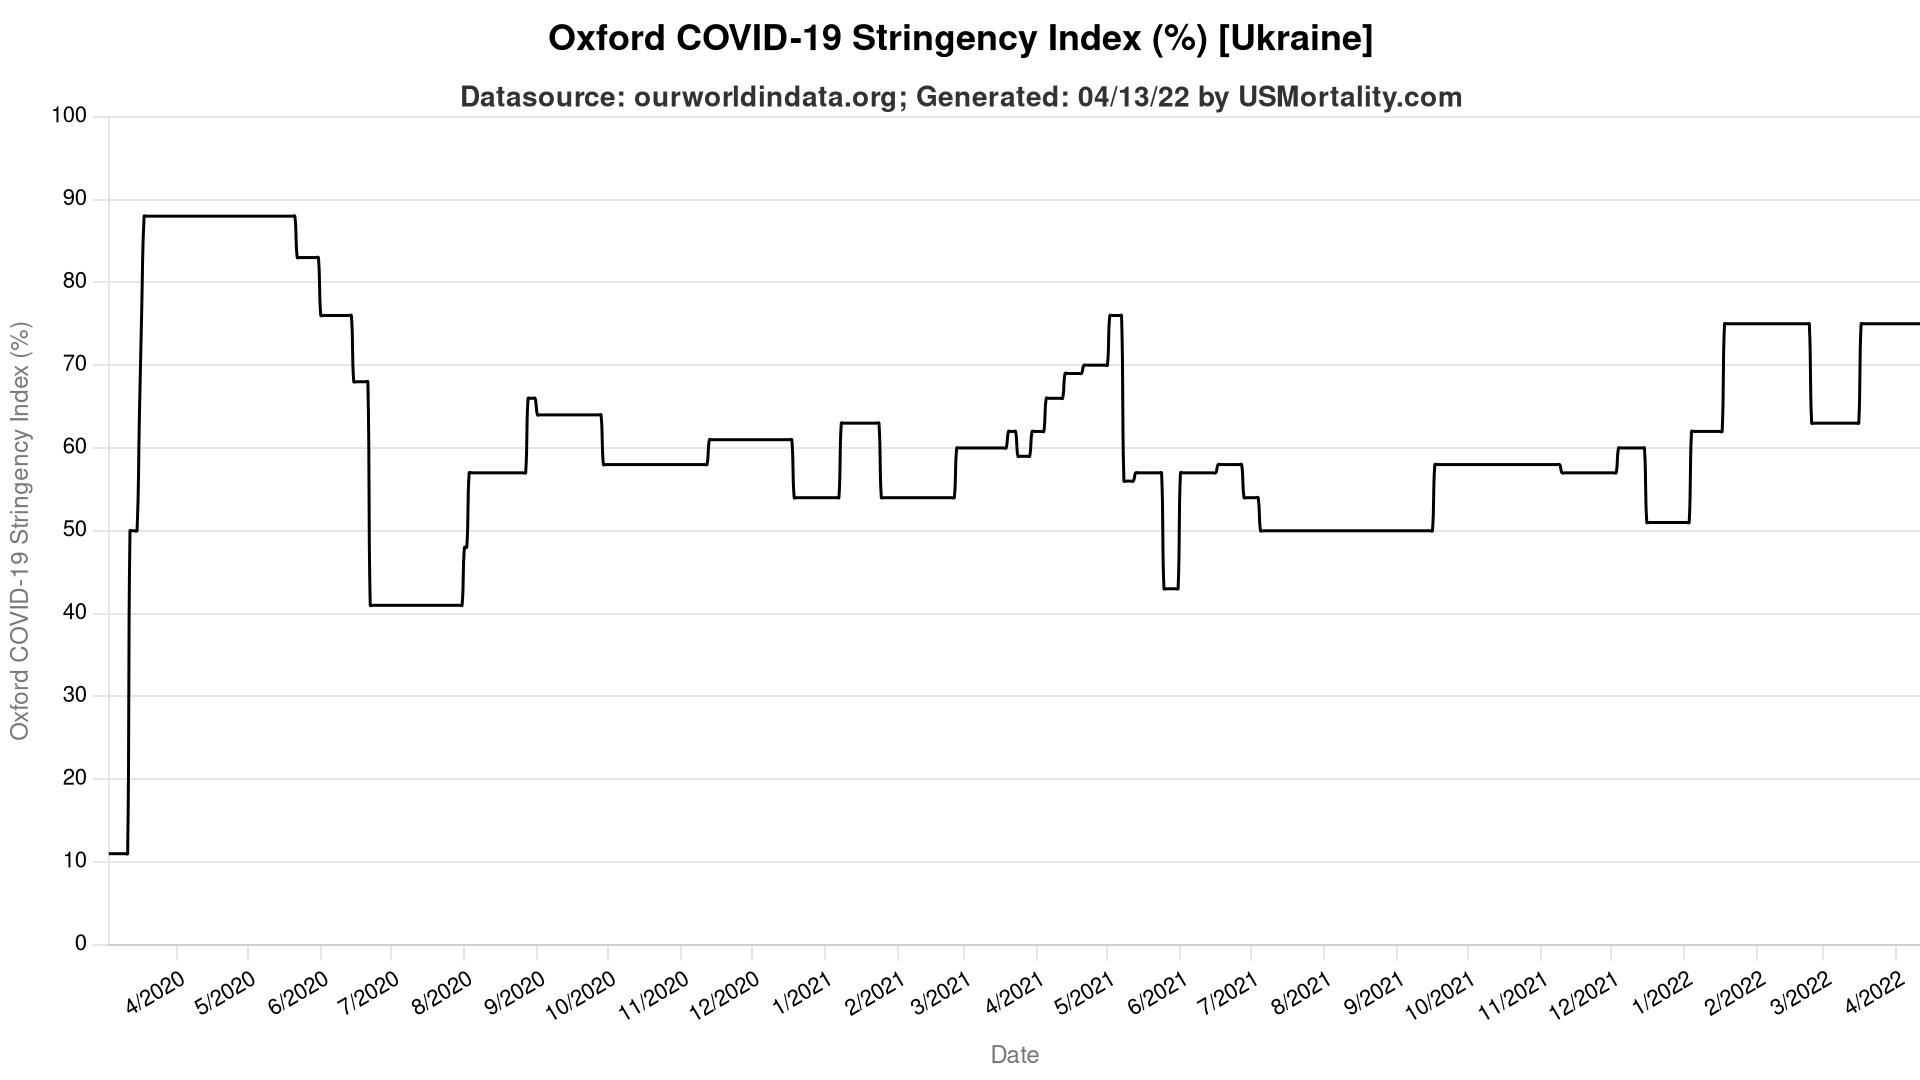 Oxford COVID-19 Stringency Index (%) [Ukraine]
Datasource: ourworldindata.org; Generated: 04/13/22 by USMortality.com
Oxford COVID-19 Stringency Index (%)
100
90
80
70
60
50
40
30
20
10
0
4/2020 5/2020 6/2020 7/2020 8/2020 9/2020 10/2020 11/2020 12/2020 1/2021 2/2021 3/2021 4/2021 5/2021 6/2021 7/2021 8/2021 9/2021 10/2021 11/2021 12/2021 1/2022 2/2022 3/2022 4/2022
Date